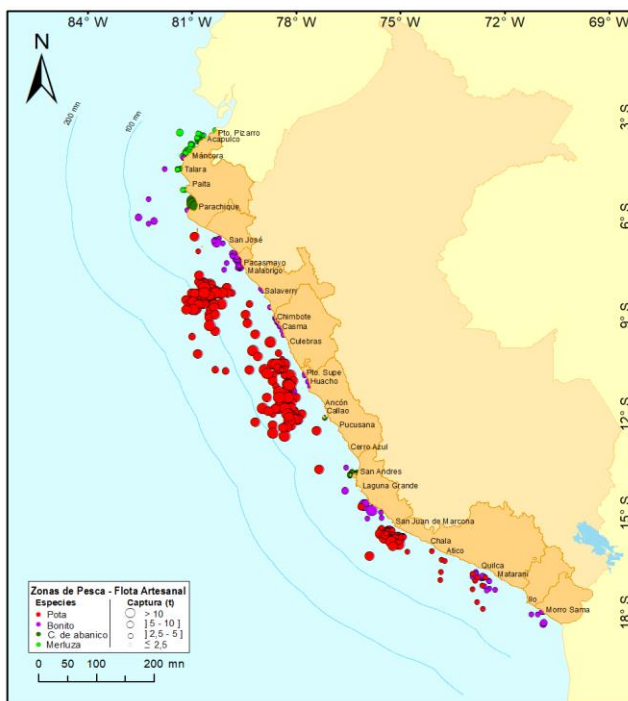 84° W 81° W 78° W 75° W 72° W 69° W
N
3° S
6° S
9° S
12° S
15° S
18° S
200 mn
100 mn
Pto. Pizarro
Acapulco
Máncora
Talara
Paita
Parachique
San José
Pacasmayo
Malabrigo
Salaverry
Chimbote
Casma
Culebras
Pto. Supe
Huacho
Ancón
Callao
Pucusana
Cerro Azul
San Andres
Laguna Grande
San Juan de Marcona
Chala
Atico
Quilca
Matarani
Ilo
Morro Sama
Zonas de Pesca - Flota Artesanal
Especies Captura (t)
Pota > 10
Bonito ] 5 - 10 ]
C. de abanico ] 2,5 - 5 ]
Merluza ≤ 2,5
0 50 100 200 mn